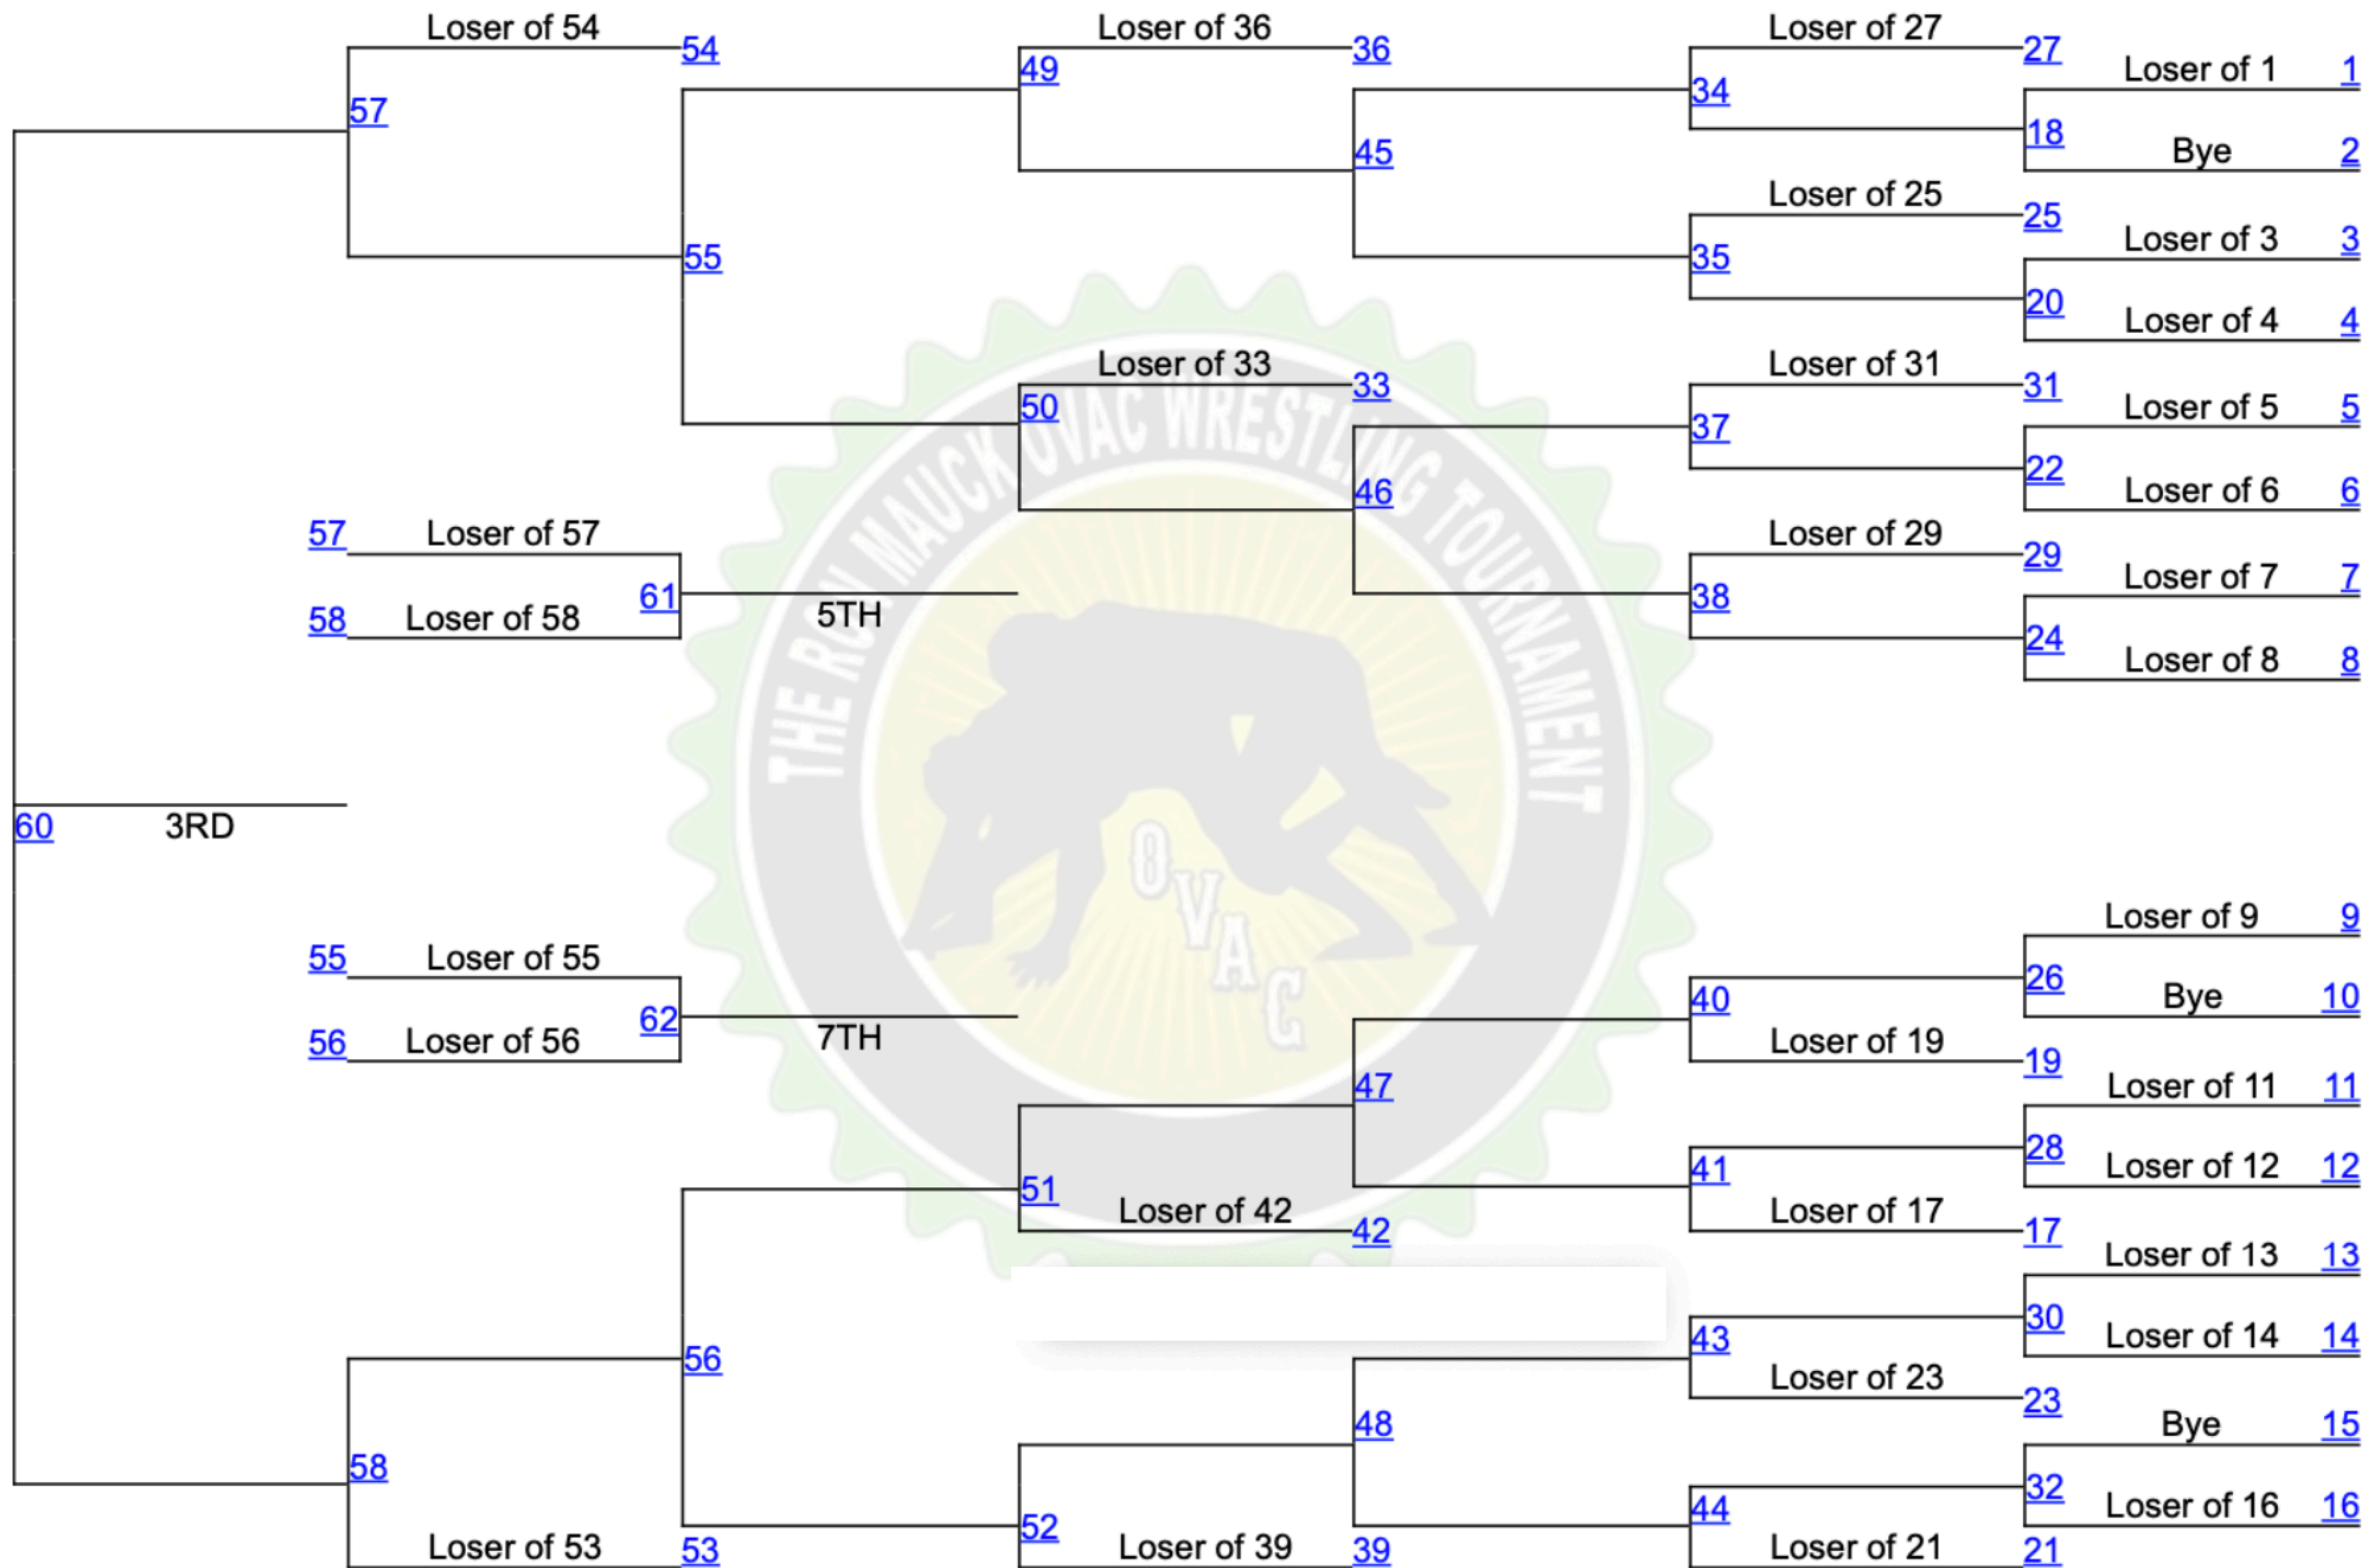 Loser of 54 54 Loser of 36 36 Loser of 27 27
Loser of 1 1
49
34
57
18
Bye 2
45
Loser of 25 25
Loser of 3 3
55
35
20
Loser of 4 4
Loser of 33 33 Loser of 31 31
50
Loser of 5 5
37
22
46
Loser of 6 6
57 Loser of 57
Loser of 29 29
Loser of 7 7
61
5TH
38
58 Loser of 58
24
Loser of 8 8
THE RON MAUCK OVAC WRESTLING TOURNAMENT
OVAC
60 3RD
Loser of 9 9
55 Loser of 55
26
40
Bye 10
62
7TH
56 Loser of 56
Loser of 19 19
47
Loser of 11 11
28
41
Loser of 12 12
51
Loser of 42 42
Loser of 17 17
Loser of 13 13
30
43
Loser of 14 14
56
Loser of 23 23
48
Bye 15
58
32
44
Loser of 16 16
52
Loser of 53 53 Loser of 39 39 Loser of 21 21